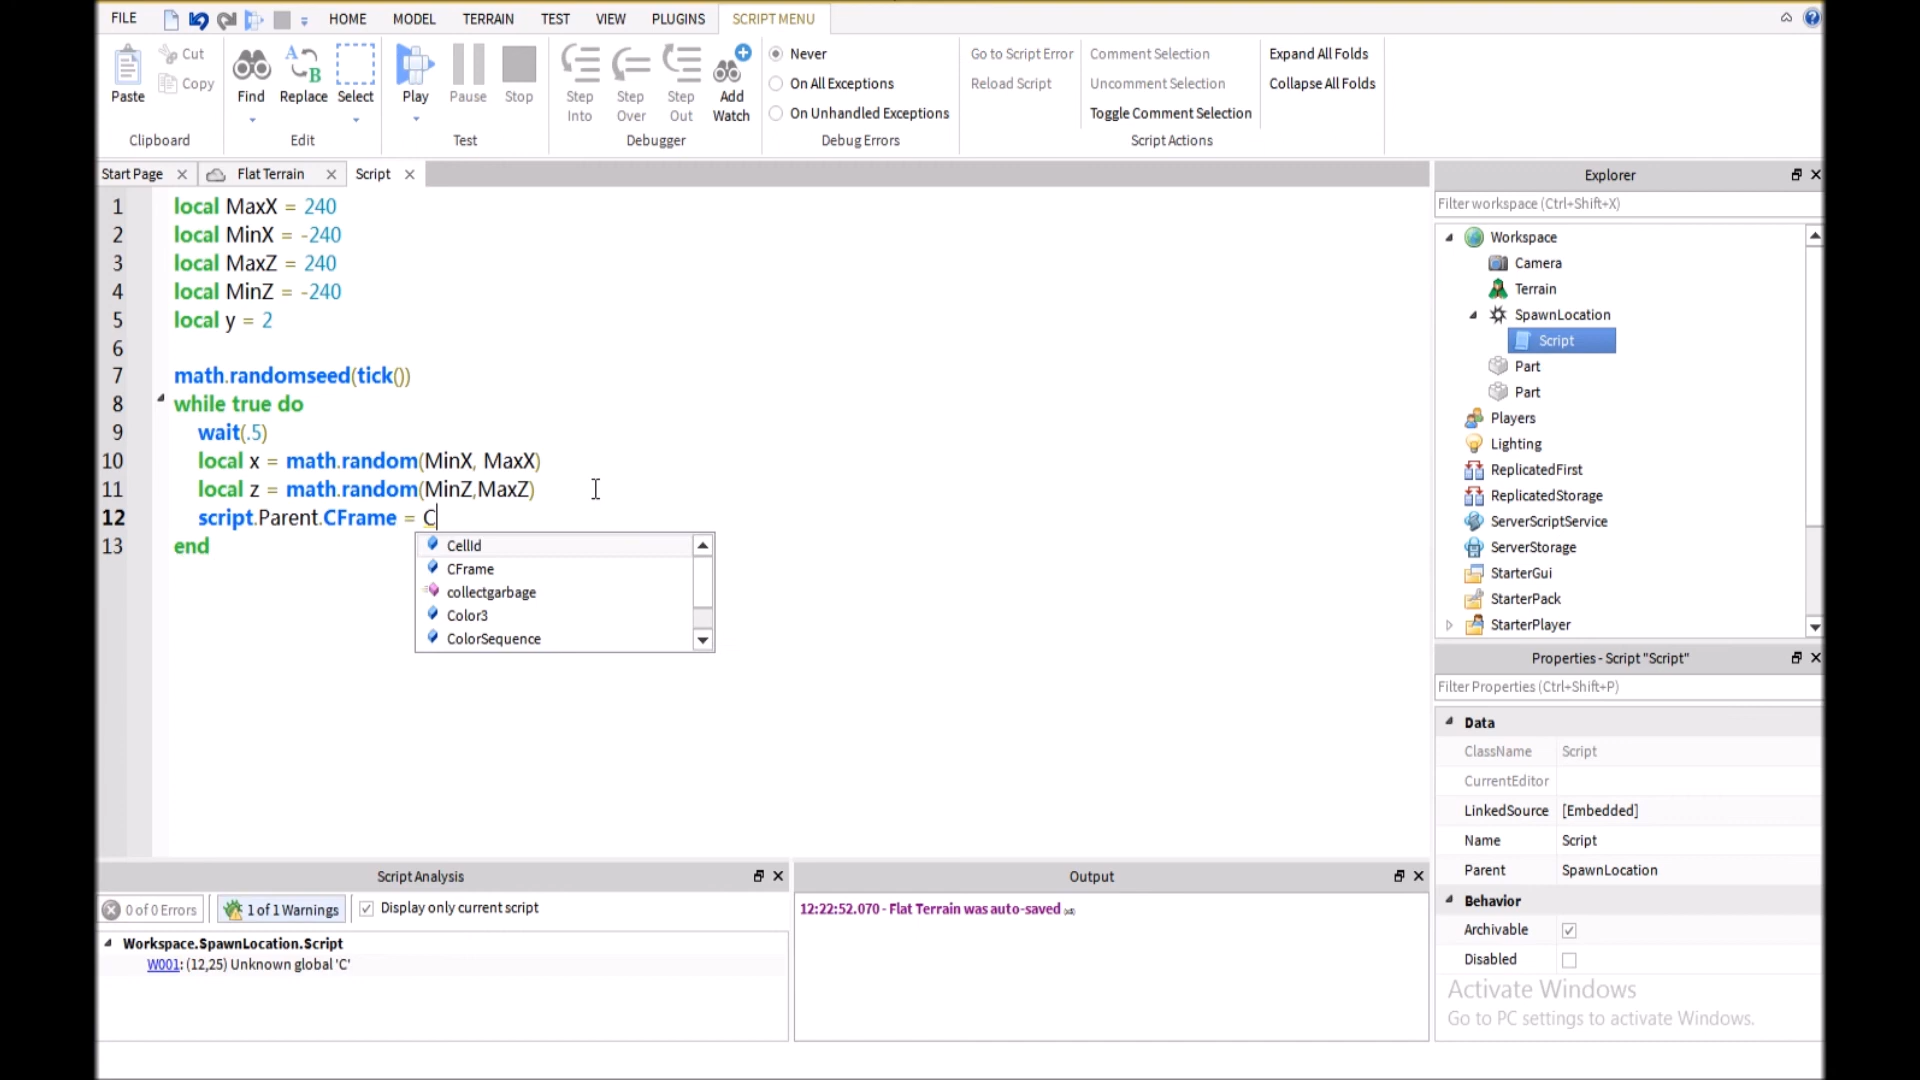 FILE HOME MODEL TERRAIN TEST VIEW PLUGINS SCRIPT MENU
Paste
Cut
Copy
Clipboard
Find
Replace
Select
Edit
Play
Pause
Stop
Test
Step Into
Step Over
Step Out
Add Watch
Debugger
Never
On All Exceptions
On Unhandled Exceptions
Debug Errors
Go to Script Error
Reload Script
Comment Selection
Uncomment Selection
Toggle Comment Selection
Script Actions
Expand All Folds
Collapse All Folds
Start Page
Flat Terrain
Script
1 local MaxX = 240
2 local MinX = -240
3 local MaxZ = 240
4 local MinZ = -240
5 local y = 2
6
7 math.randomseed(tick())
8 while true do
9 wait(.5)
10 local x = math.random(MinX, MaxX)
11 local z = math.random(MinZ,MaxZ)
12 script.Parent.CFrame = C
13 end
CellId
CFrame
collectgarbage
Color3
ColorSequence
Explorer
Filter workspace (Ctrl+Shift+X)
Workspace
Camera
Terrain
SpawnLocation
Script
Part
Part
Players
Lighting
ReplicatedFirst
ReplicatedStorage
ServerScriptService
ServerStorage
StarterGui
StarterPack
StarterPlayer
Properties - Script "Script"
Filter Properties (Ctrl+Shift+P)
Data
ClassName Script
CurrentEditor
LinkedSource [Embedded]
Name Script
Parent SpawnLocation
Behavior
Archivable
Disabled
Activate Windows
Go to PC settings to activate Windows.
Script Analysis
0 of 0 Errors
1 of 1 Warnings
Display only current script
Workspace.SpawnLocation.Script
W001: (12,25) Unknown global 'C'
Output
12:22:52.070 - Flat Terrain was auto-saved